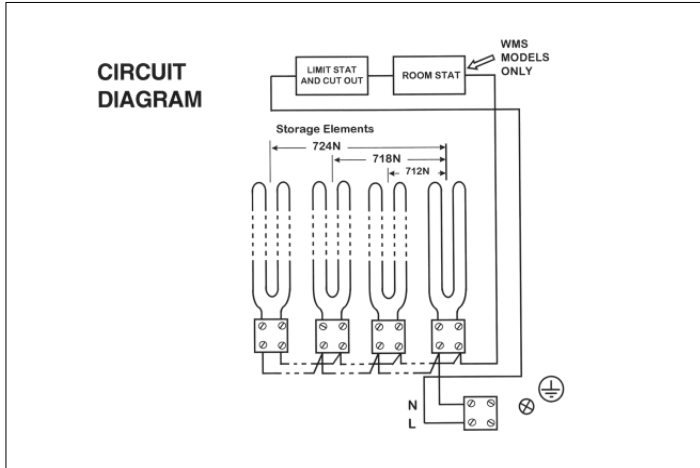 CIRCUIT
DIAGRAM
WMS
MODELS
ONLY
LIMIT STAT
AND CUT OUT
ROOM STAT
Storage Elements
724N
718N
712N
N
L